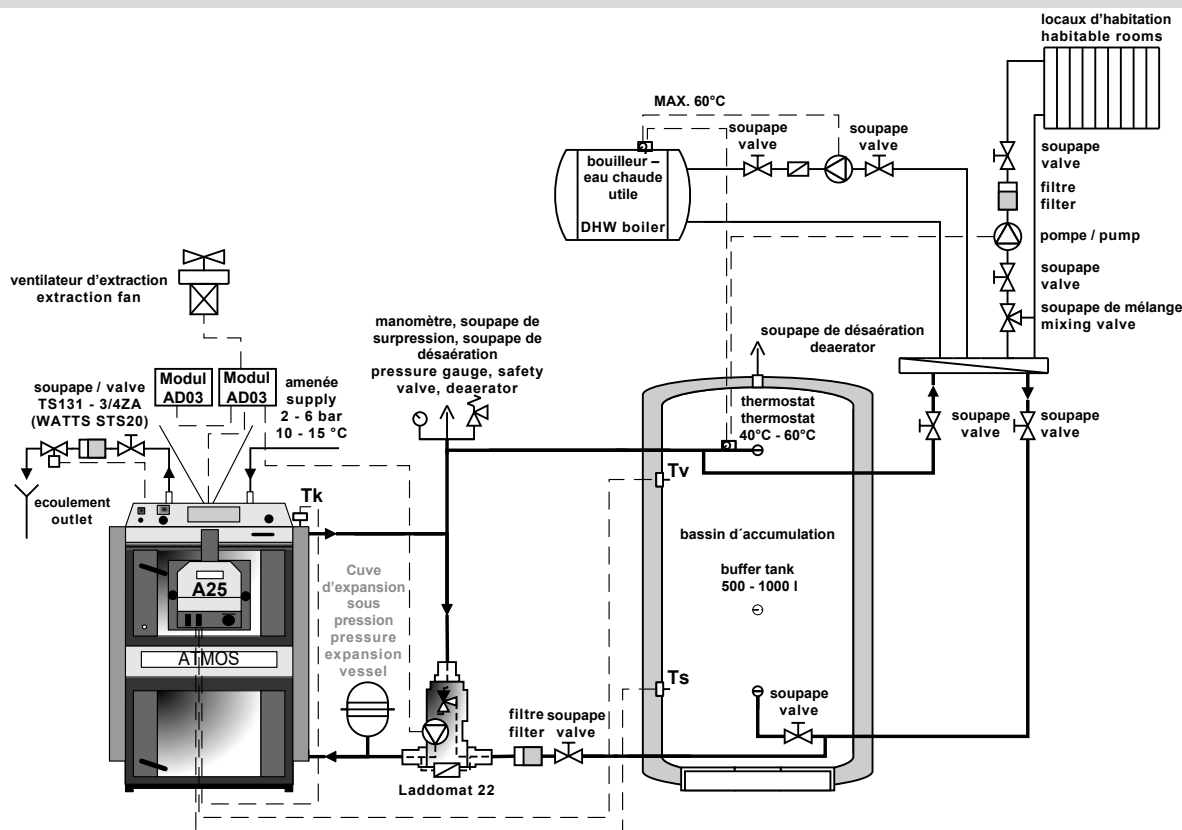 locaux d'habitation
habitable rooms
MAX. 60°C
soupape
valve
soupape
valve
soupape
valve
bouilleur –
eau chaude
utile
DHW boiler
filtre
filter
pompe / pump
soupape
valve
soupape de mélange
mixing valve
ventilateur d'extraction
extraction fan
manomètre, soupape de
surpression, soupape de
désaération
pressure gauge, safety
valve, deaerator
soupape de désaération
deaerator
soupape / valve
TS131 - 3/4ZA
(WATTS STS20)
Modul
AD03
Modul
AD03
amenée
supply
2 - 6 bar
10 - 15 °C
thermostat
thermostat
40°C - 60°C
soupape
valve
soupape
valve
ecoulement
outlet
Tk
Tv
bassin d´accumulation
buffer tank
500 - 1000 l
A25
ATMOS
Cuve
d'expansion
sous
pression
pressure
expansion
vessel
Ts
soupape
valve
filtre
filter
soupape
valve
Laddomat 22